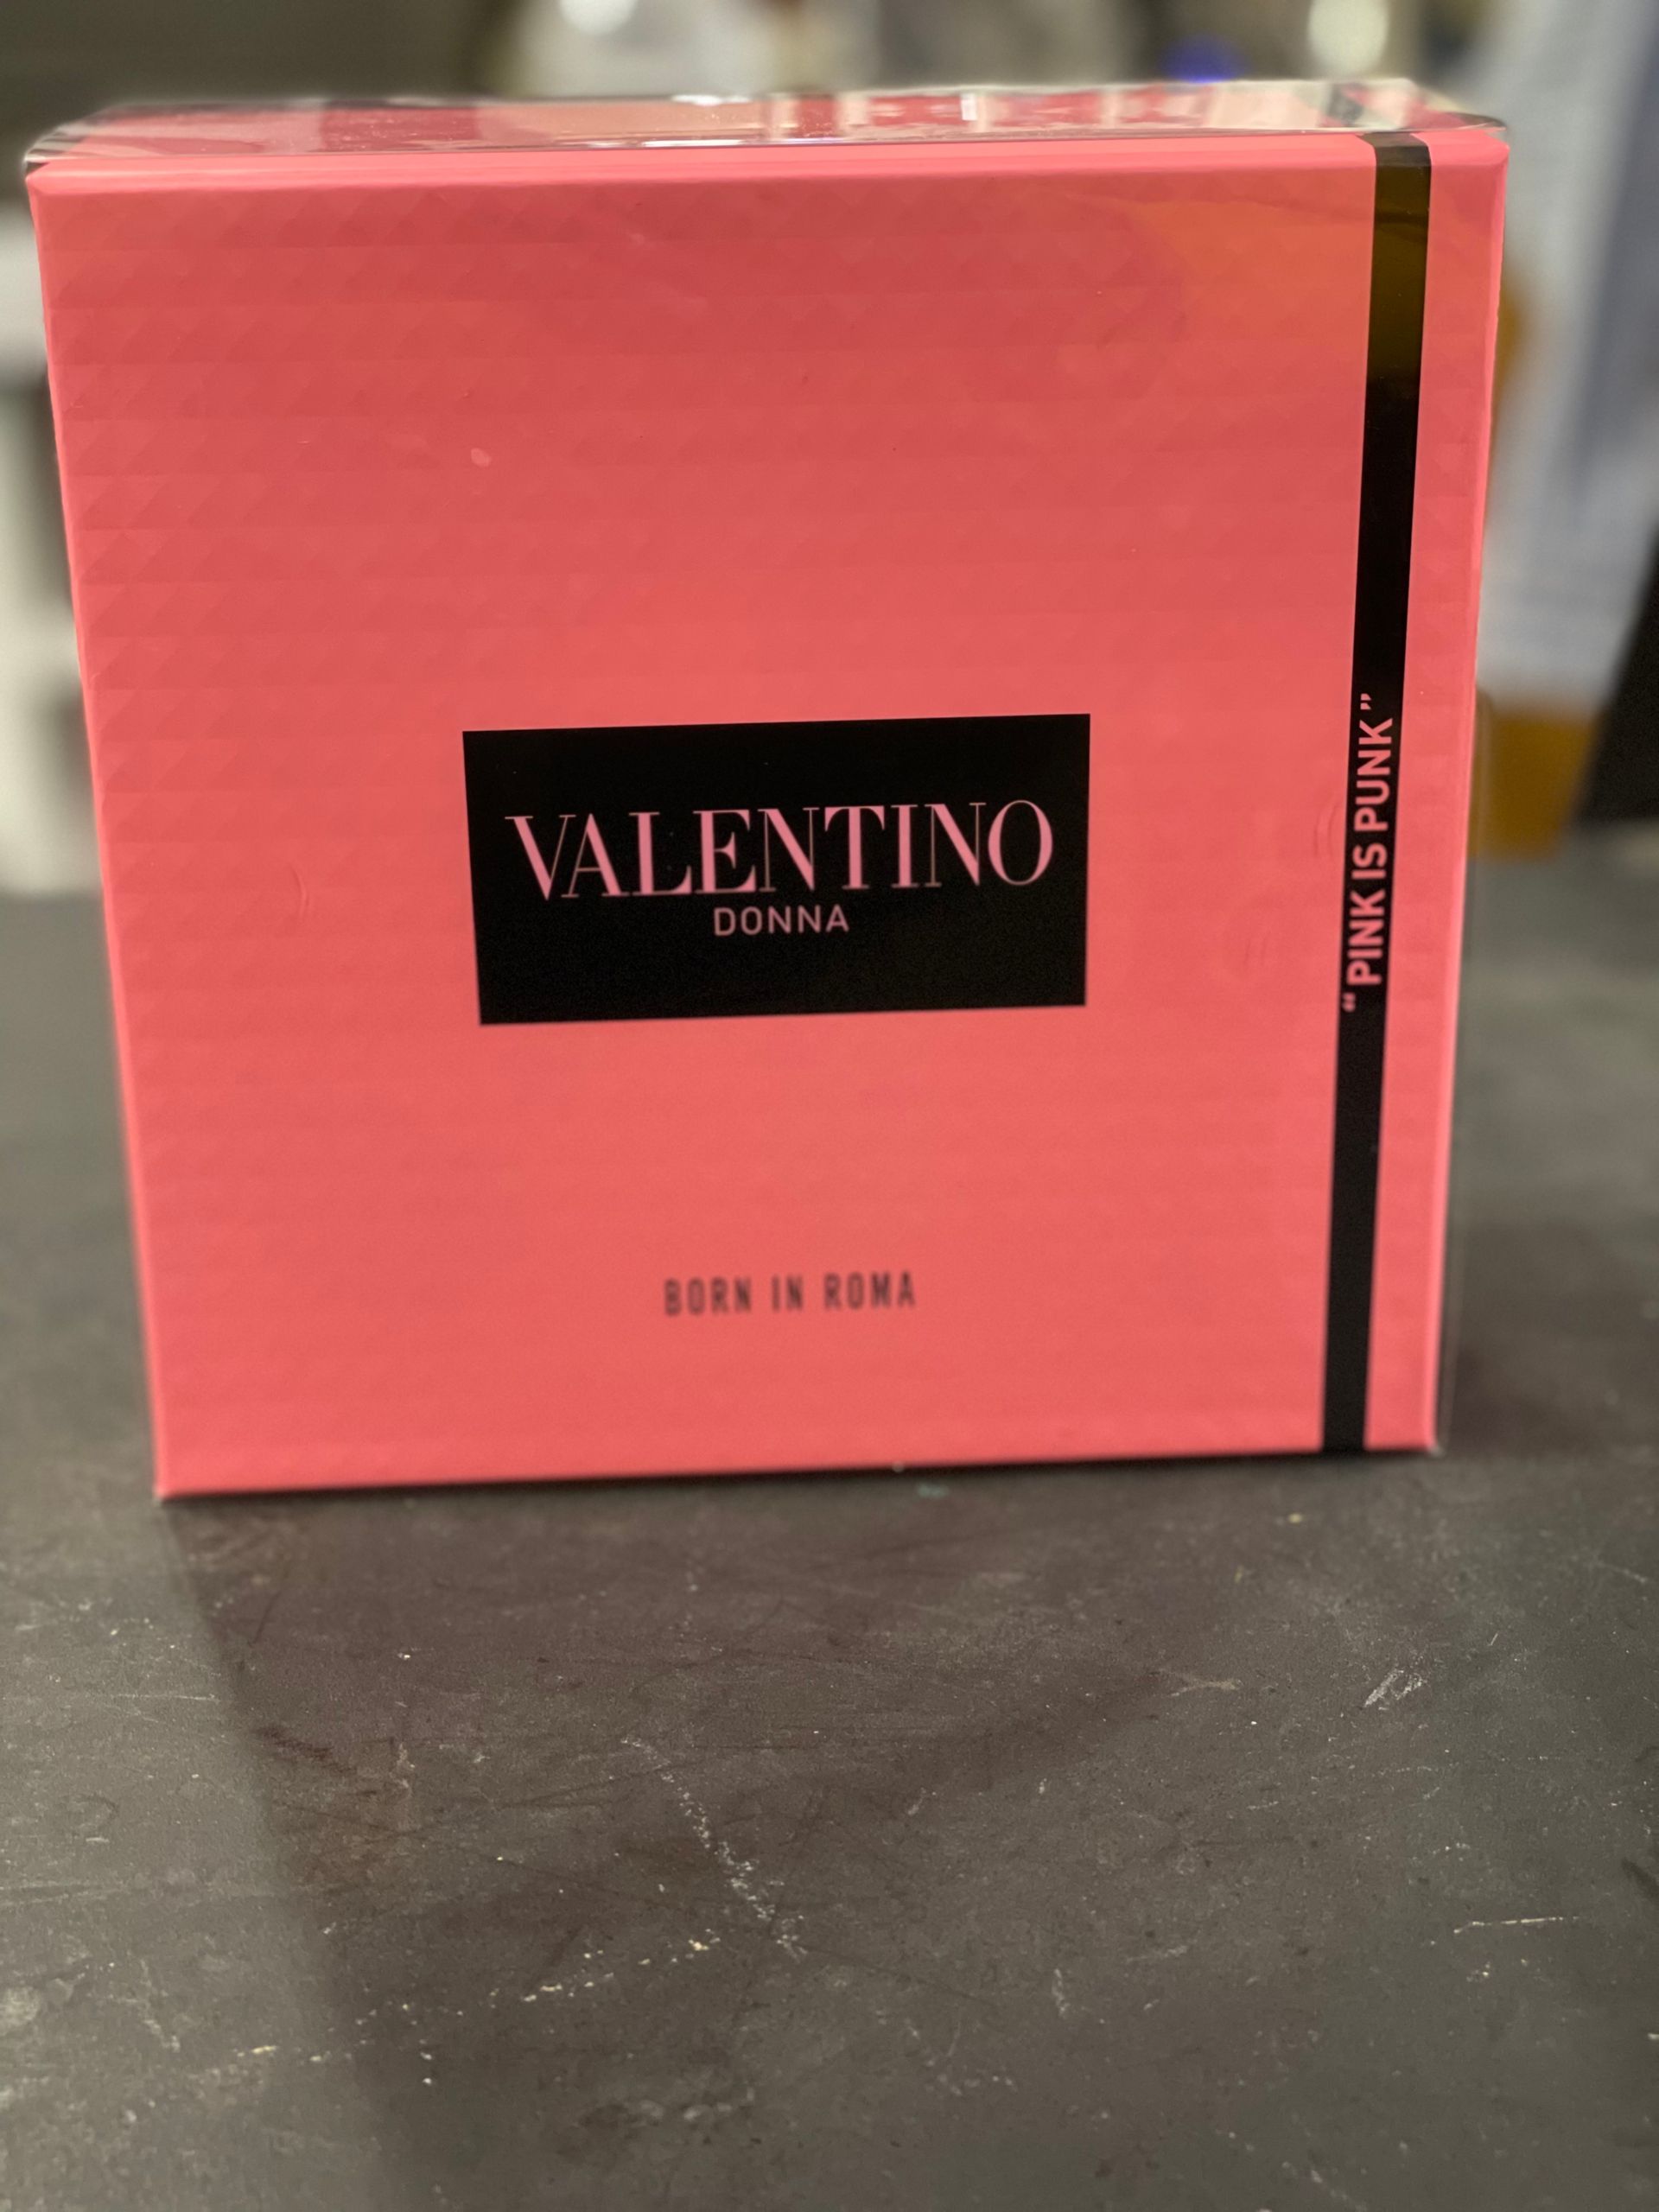 VALENTINO
DONNA
“PINK IS PUNK”
BORN IN ROMA